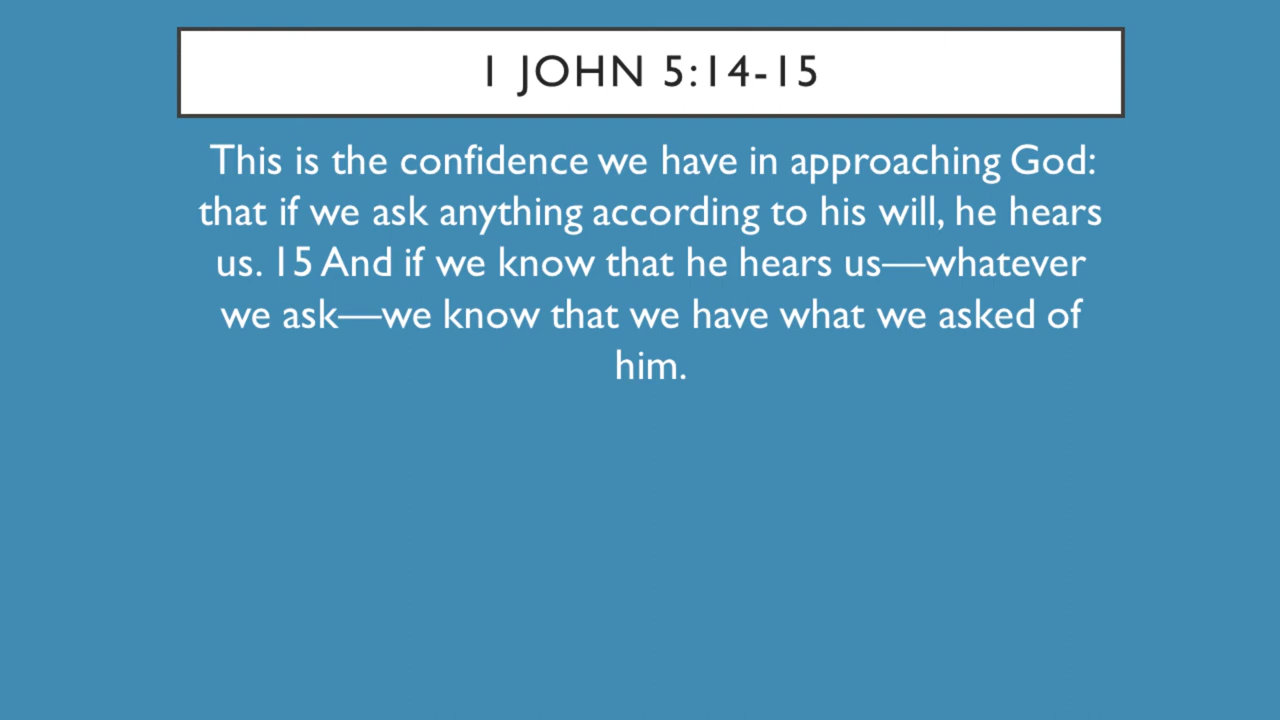 1 JOHN 5:14-15
This is the confidence we have in approaching God:
that if we ask anything according to his will, he hears
us. 15 And if we know that he hears us—whatever
we ask—we know that we have what we asked of
him.